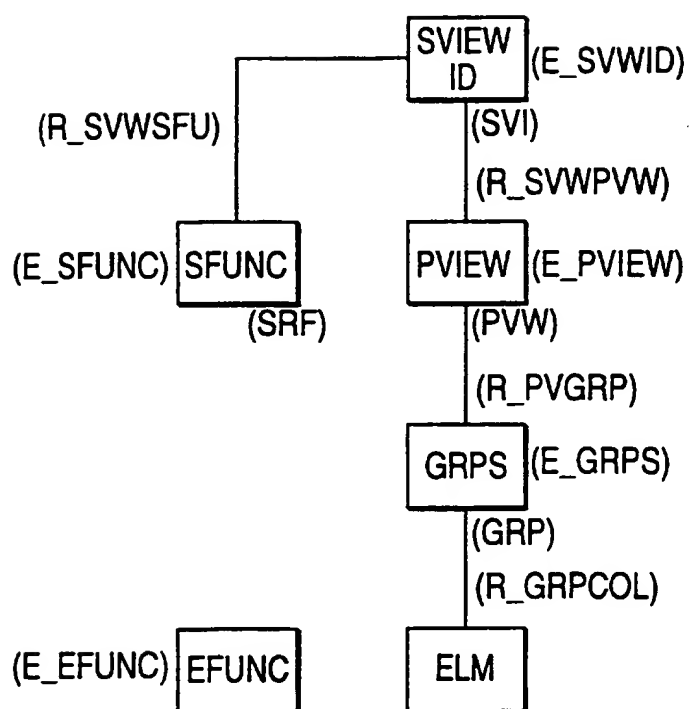 SVIEW
ID
(E_SVWID)
(SVI)
(R_SVWSFU)
(R_SVWPVW)
(E_SFUNC)
SFUNC
PVIEW
(E_PVIEW)
(SRF)
(PVW)
(R_PVGRP)
GRPS
(E_GRPS)
(GRP)
(R_GRPCOL)
(E_EFUNC)
EFUNC
ELM